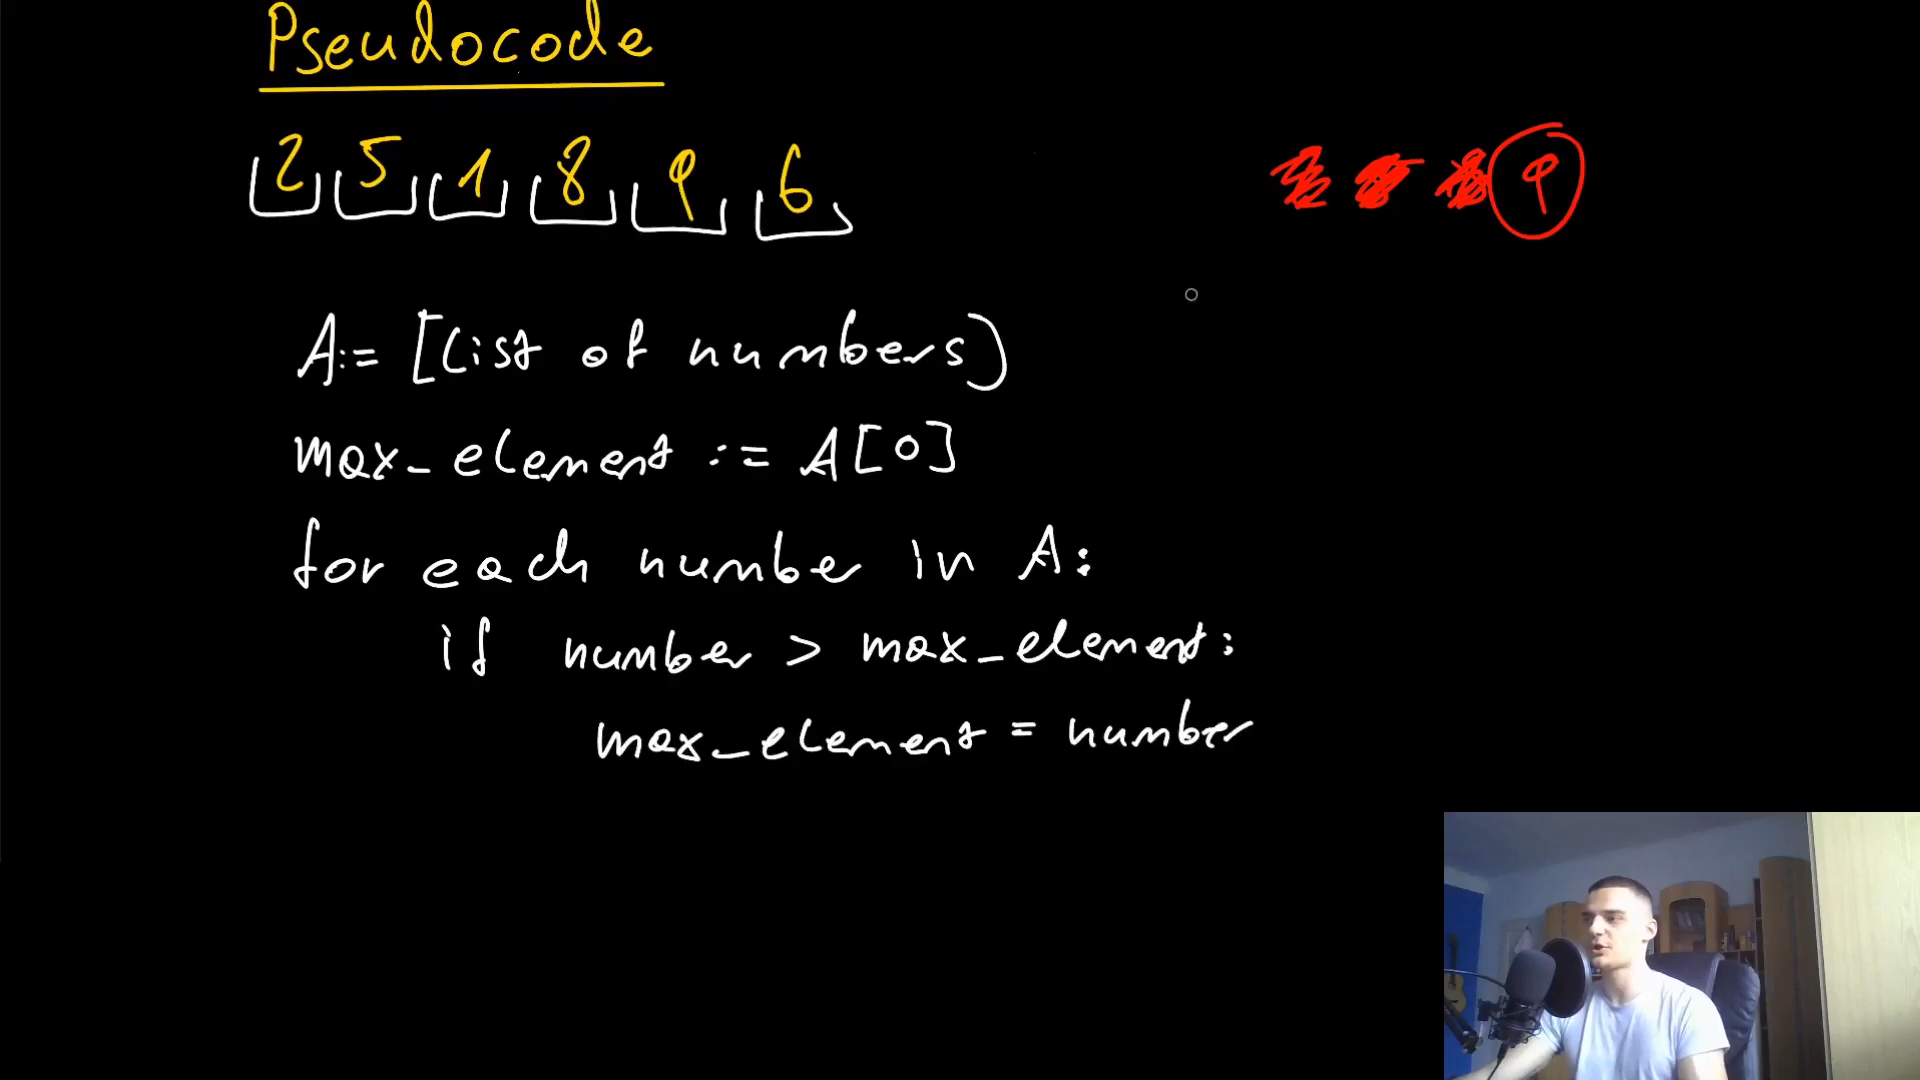 Pseudocode
2 5 1 8 9 6
9
A:= [list of numbers]
max_element := A[0]
for each number in A:
if number > max_element:
max_element = number